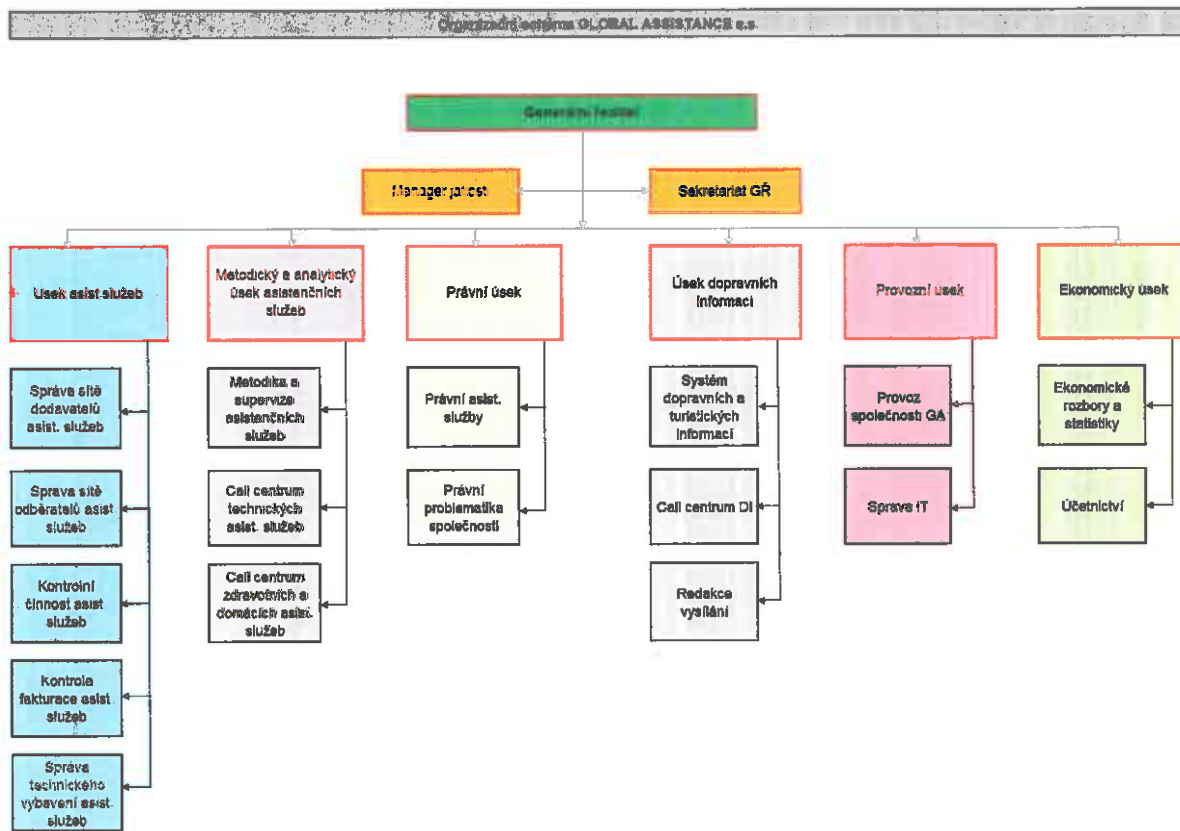 Organizační schéma GLOBAL ASSISTANCE a.s.
Generální ředitel
Manager jakosti
Sekretariát GŘ
Úsek asist služeb
Metodický a analytický
úsek asistenčních
služeb
Právní úsek
Úsek dopravních
informací
Provozní úsek
Ekonomický úsek
Správa sítě
dodavatelů
asist. služeb
Metodika a
supervize
asistenčních
služeb
Právní asist.
služby
Systém
dopravních a
turistických
informací
Provoz
společnosti GA
Ekonomické
rozbory a
statistiky
Správa sítě
odběratelů asist
služeb
Call centrum
technických
asist. služeb
Právní
problematika
společnosti
Call centrum DI
Správa IT
Účetnictví
Kontrolní
činnost asist
služeb
Call centrum
zdravotních a
domácích asist.
služeb
Redakce
vysílání
Kontrola
fakturace asist
služeb
Správa
technického
vybavení asist.
služeb